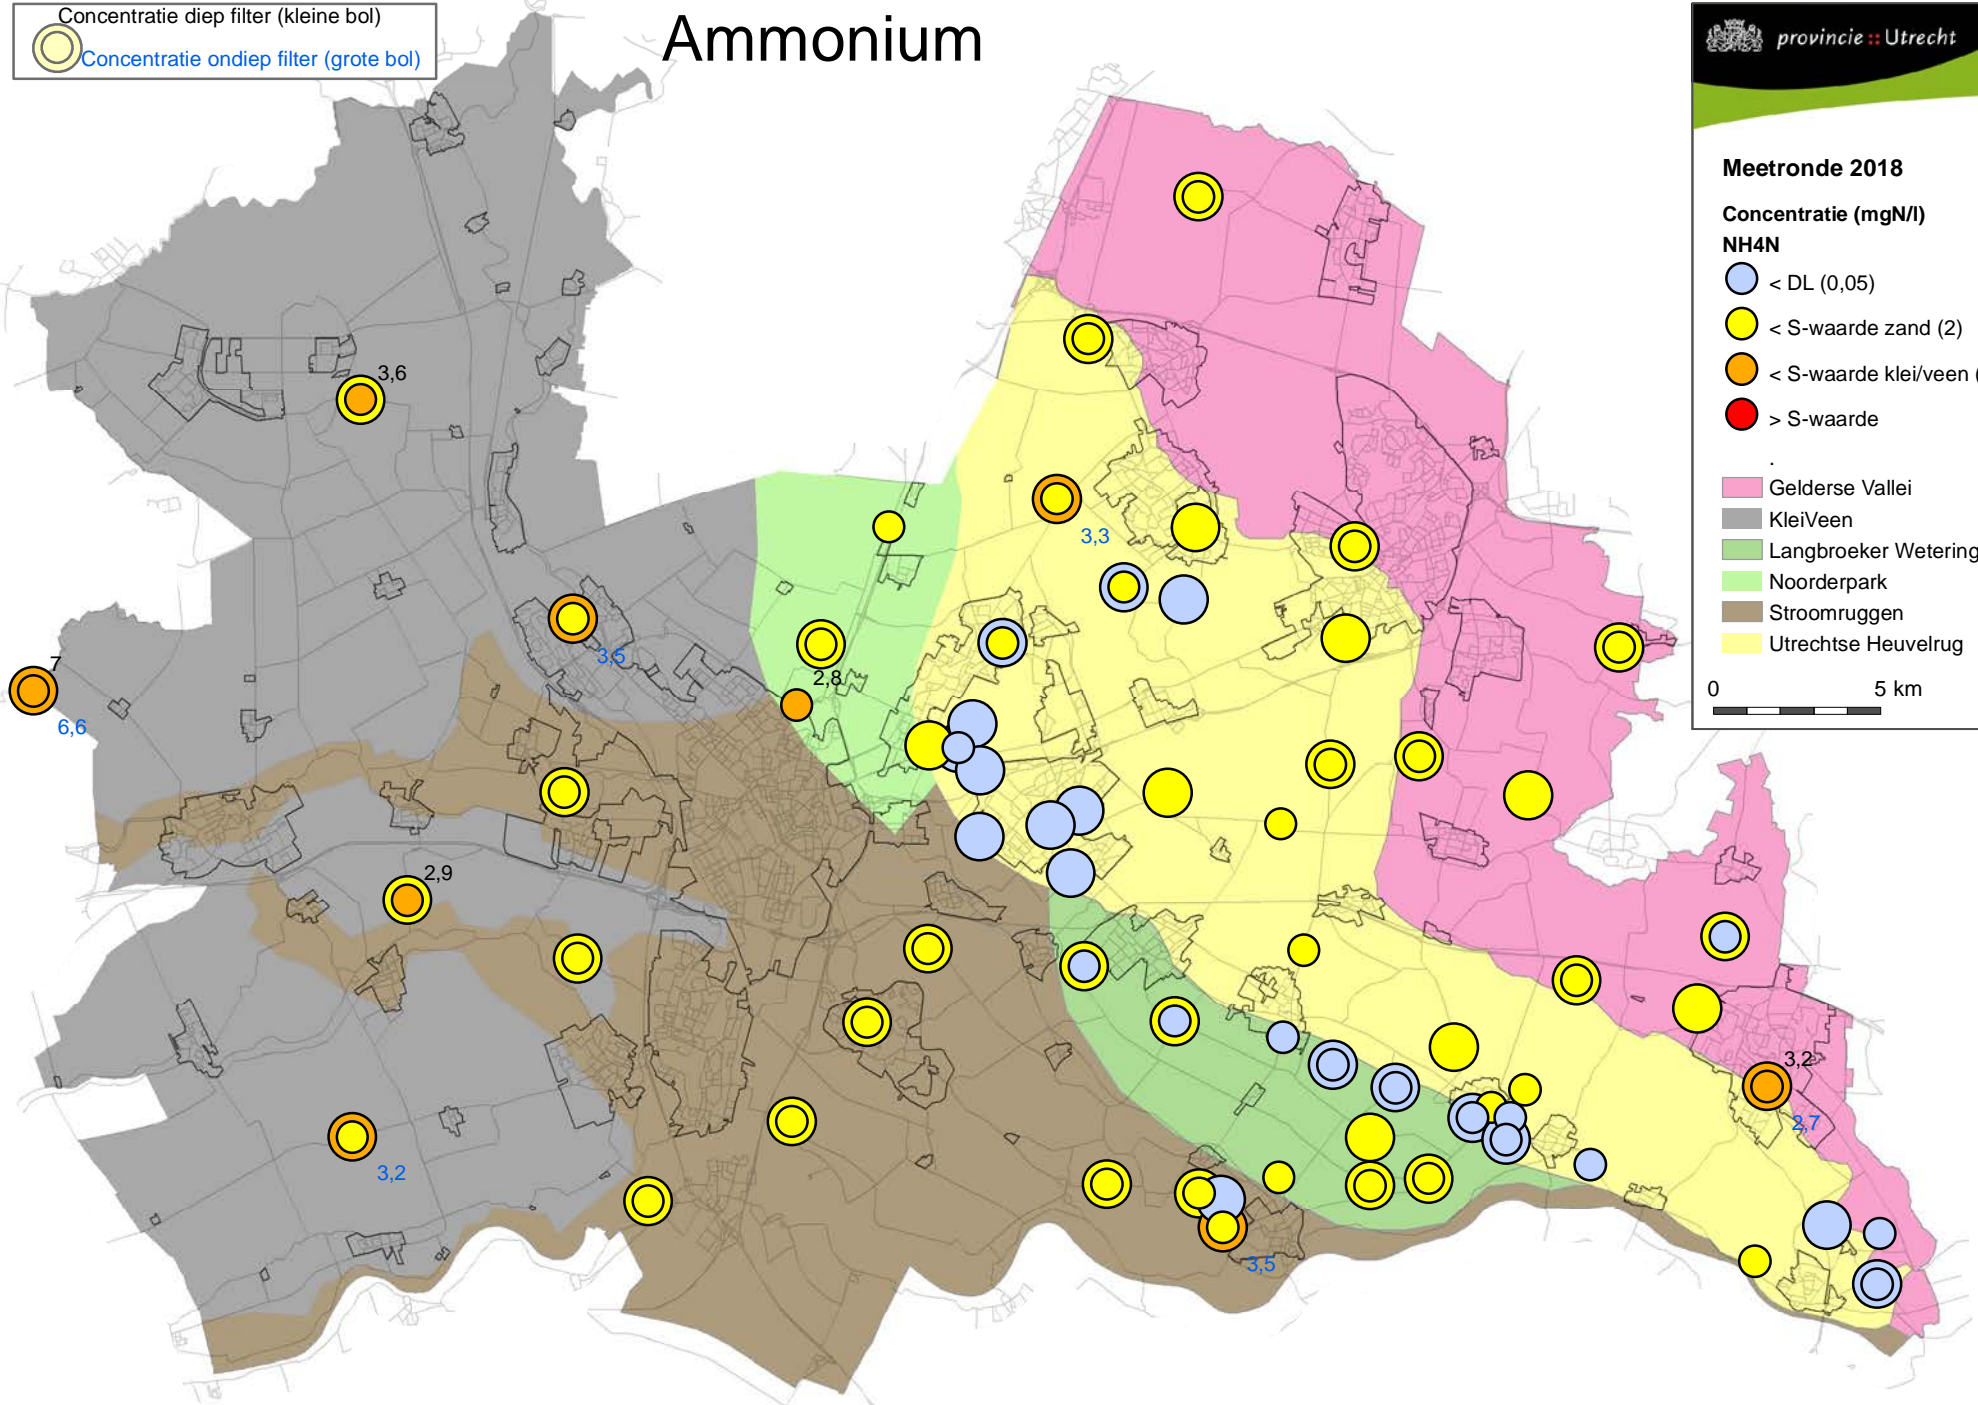 Concentratie diep filter (kleine bol)
Concentratie ondiep filter (grote bol)
Ammonium
provincie :: Utrecht
Meetronde 2018
Concentratie (mgN/l)
NH4N
< DL (0,05)
< S-waarde zand (2)
< S-waarde klei/veen (
> S-waarde
.
Gelderse Vallei
KleiVeen
Langbroeker Wetering
Noorderpark
Stroomruggen
Utrechtse Heuvelrug
0 5 km
3,6
3,3
3,5
7
6,6
2,8
2,9
3,2
3,5
3,2
2,7